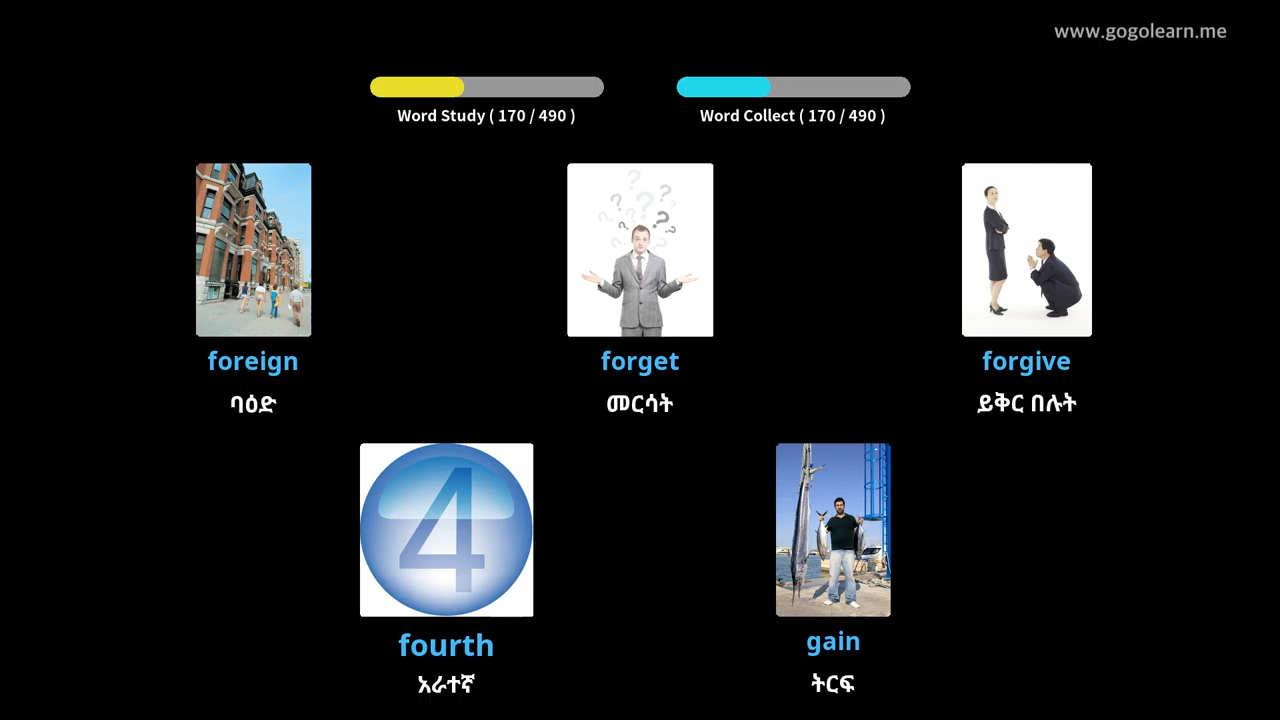 www.gogolearn.me
Word Study ( 170 / 490 )
Word Collect ( 170 / 490 )
foreign
ባዕድ
forget
መርሳት
forgive
ይቅር በሉት
4
fourth
አራተኛ
gain
ትርፍ